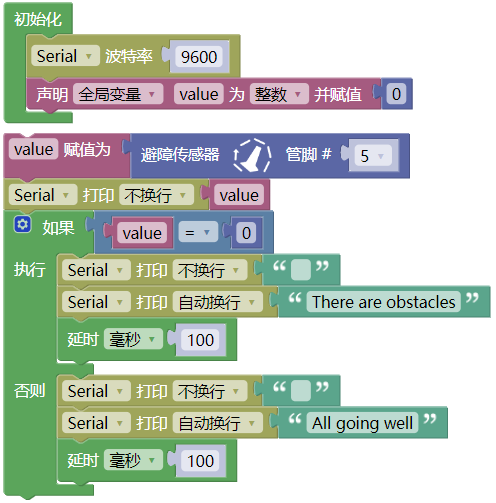 初始化
Serial 波特率 9600
声明 全局变量 value 为 整数 并赋值 0
value 赋值为 避障传感器 管脚 # 5
Serial 打印 不换行 value
如果 value = 0
执行 Serial 打印 不换行 “ ”
Serial 打印 自动换行 “ There are obstacles ”
延时 毫秒 100
否则 Serial 打印 不换行 “ ”
Serial 打印 自动换行 “ All going well ”
延时 毫秒 100